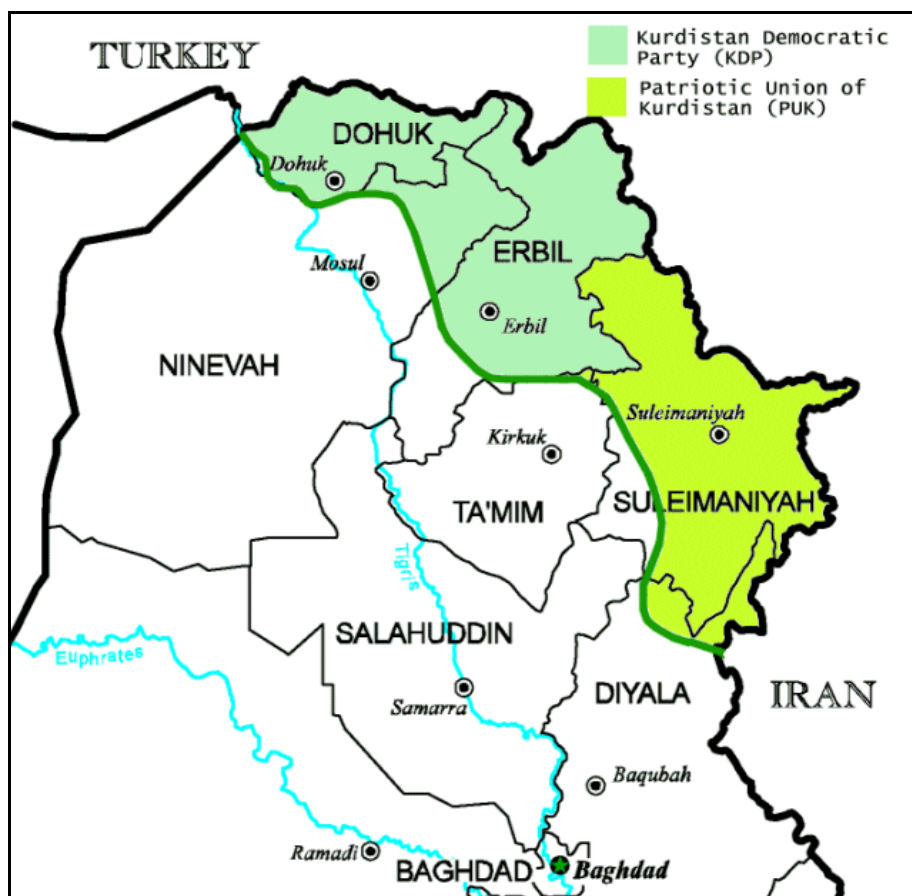 TURKEY
Kurdistan Democratic
Party (KDP)
Patriotic Union of
Kurdistan (PUK)
DOHUK
Dohuk
ERBIL
Mosul
Erbil
NINEVAH
Suleimaniyah
Kirkuk
SULEIMANIYAH
TA'MIM
Tigris
SALAHUDDIN
Euphrates
IRAN
DIYALA
Samarra
Baqubah
Ramadi
BAGHDAD
Baghdad